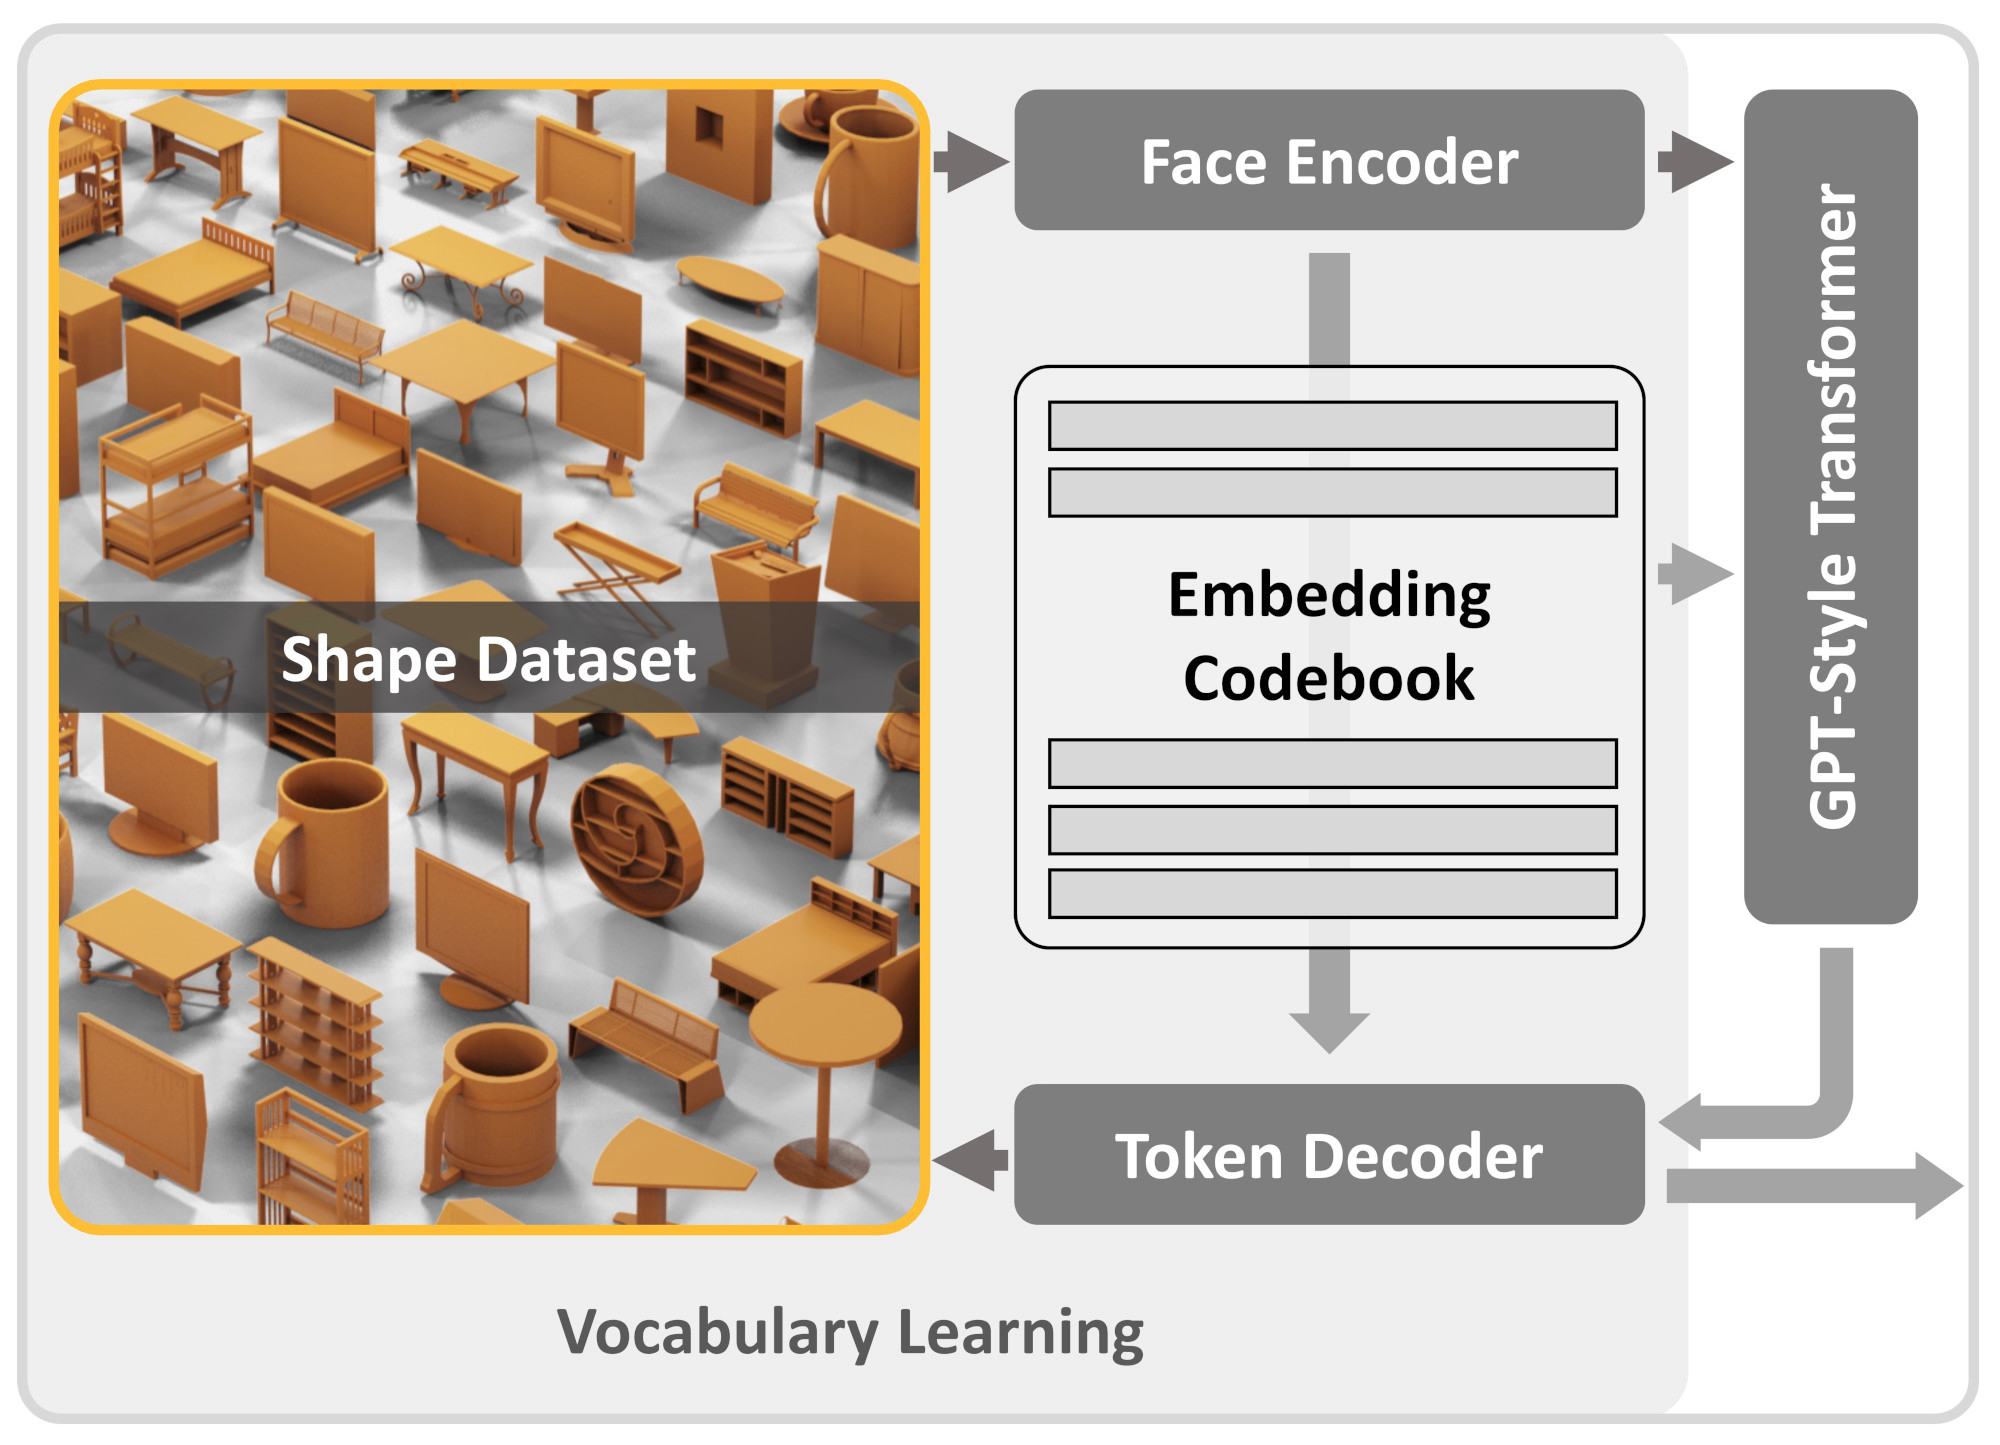 Shape Dataset
Face Encoder
Embedding
Codebook
Token Decoder
GPT-Style Transformer
Vocabulary Learning